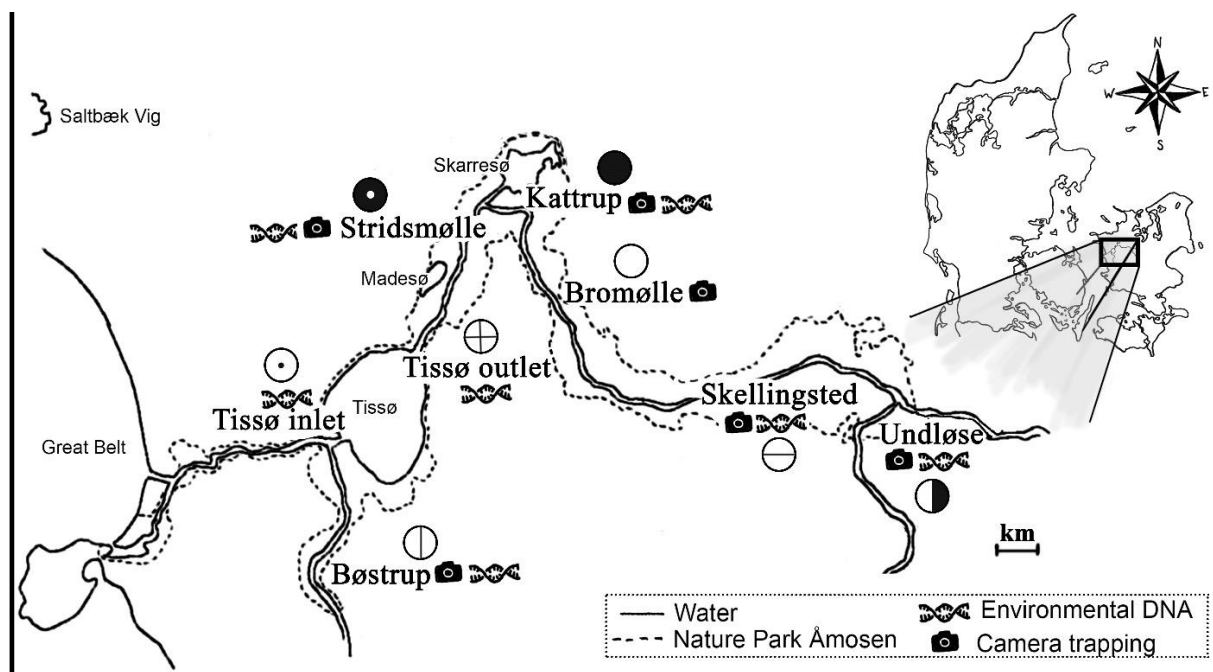 N
W
E
S
Saltbæk Vig
Skarresø
Kattrup
Stridsmølle
Madesø
Bromølle
Tissø outlet
Skellingsted
Tissø
Tissø inlet
Undløse
Great Belt
km
Bøstrup
Water
Environmental DNA
Nature Park Åmosen
Camera trapping